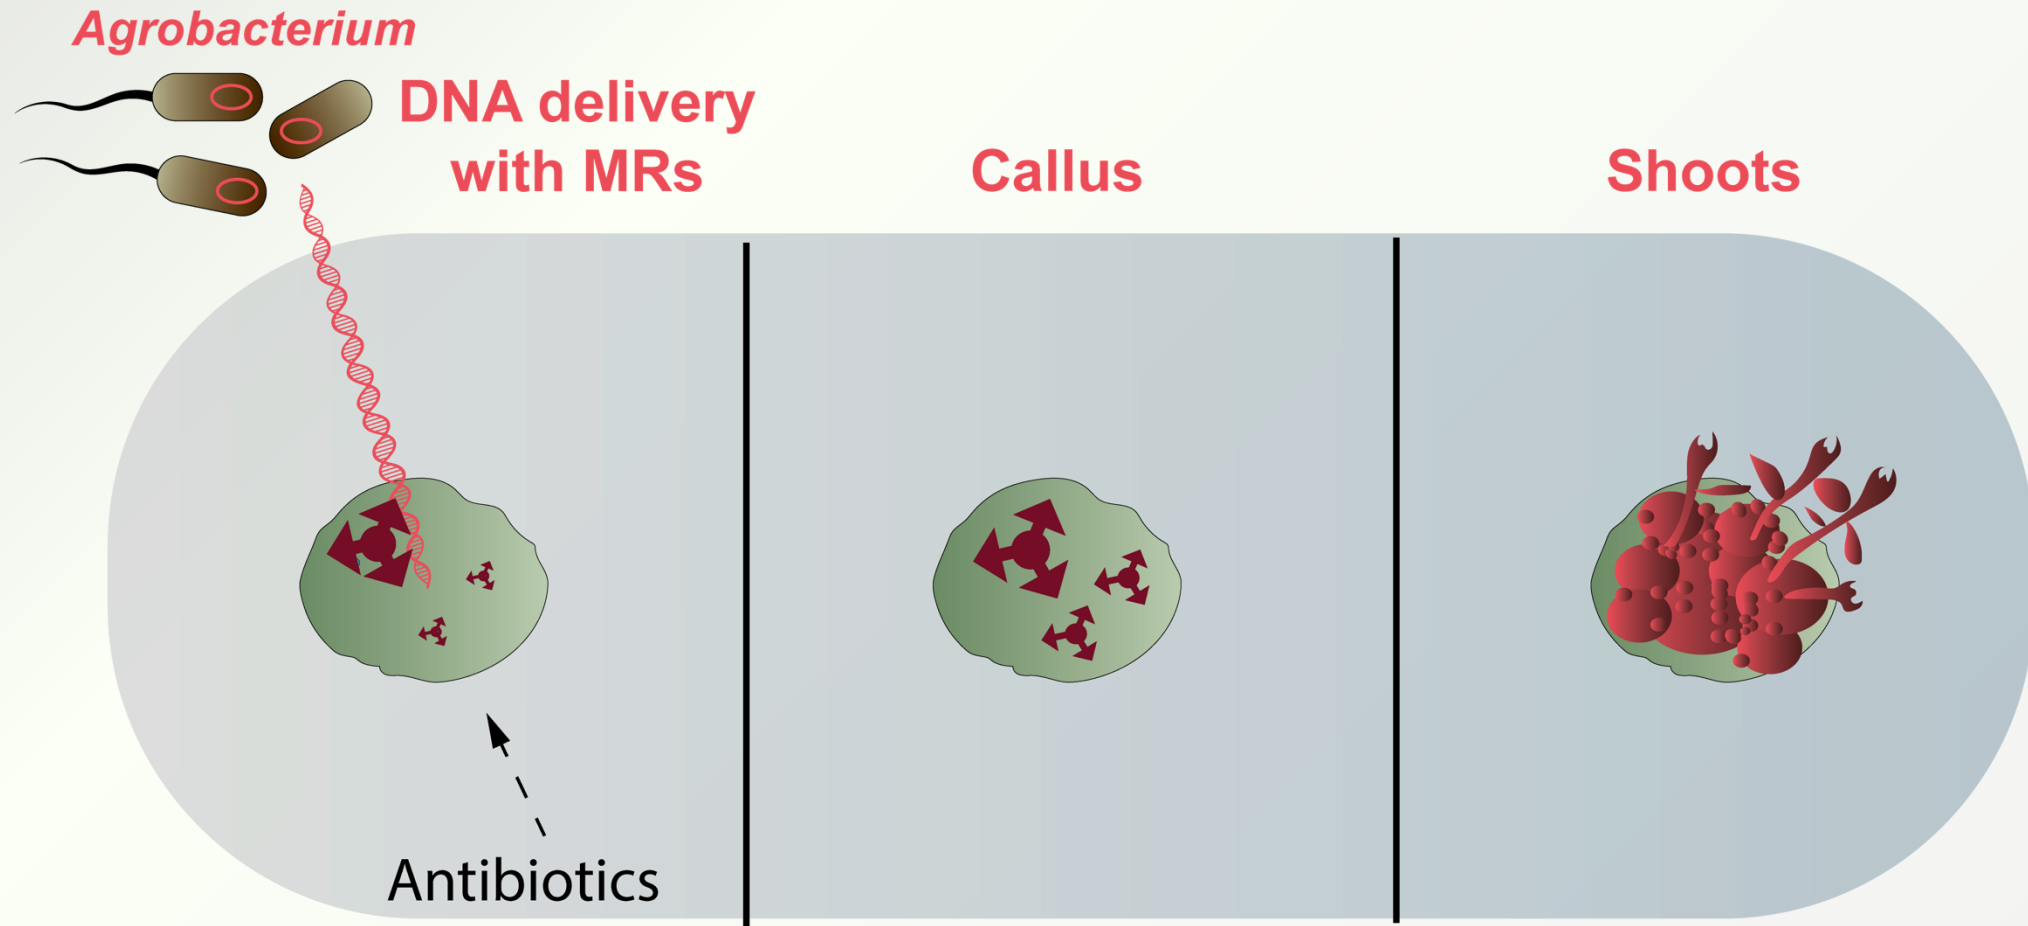 Agrobacterium
DNA delivery
with MRs
Callus
Shoots
Antibiotics